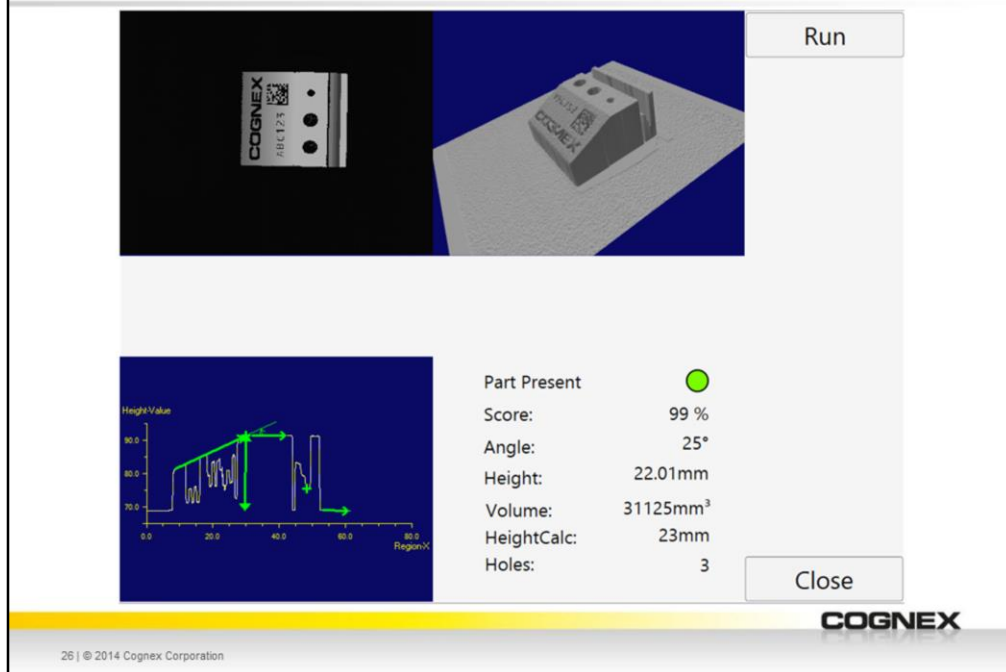 Run
COGNEX
ABC123
COGNEX
Height-Value
90.0
80.0
70.0
0.0 20.0 40.0 60.0 80.0
Region-X
Part Present
Score: 99 %
Angle: 25°
Height: 22.01mm
Volume: 31125mm³
HeightCalc: 23mm
Holes: 3
Close
COGNEX
26 | © 2014 Cognex Corporation